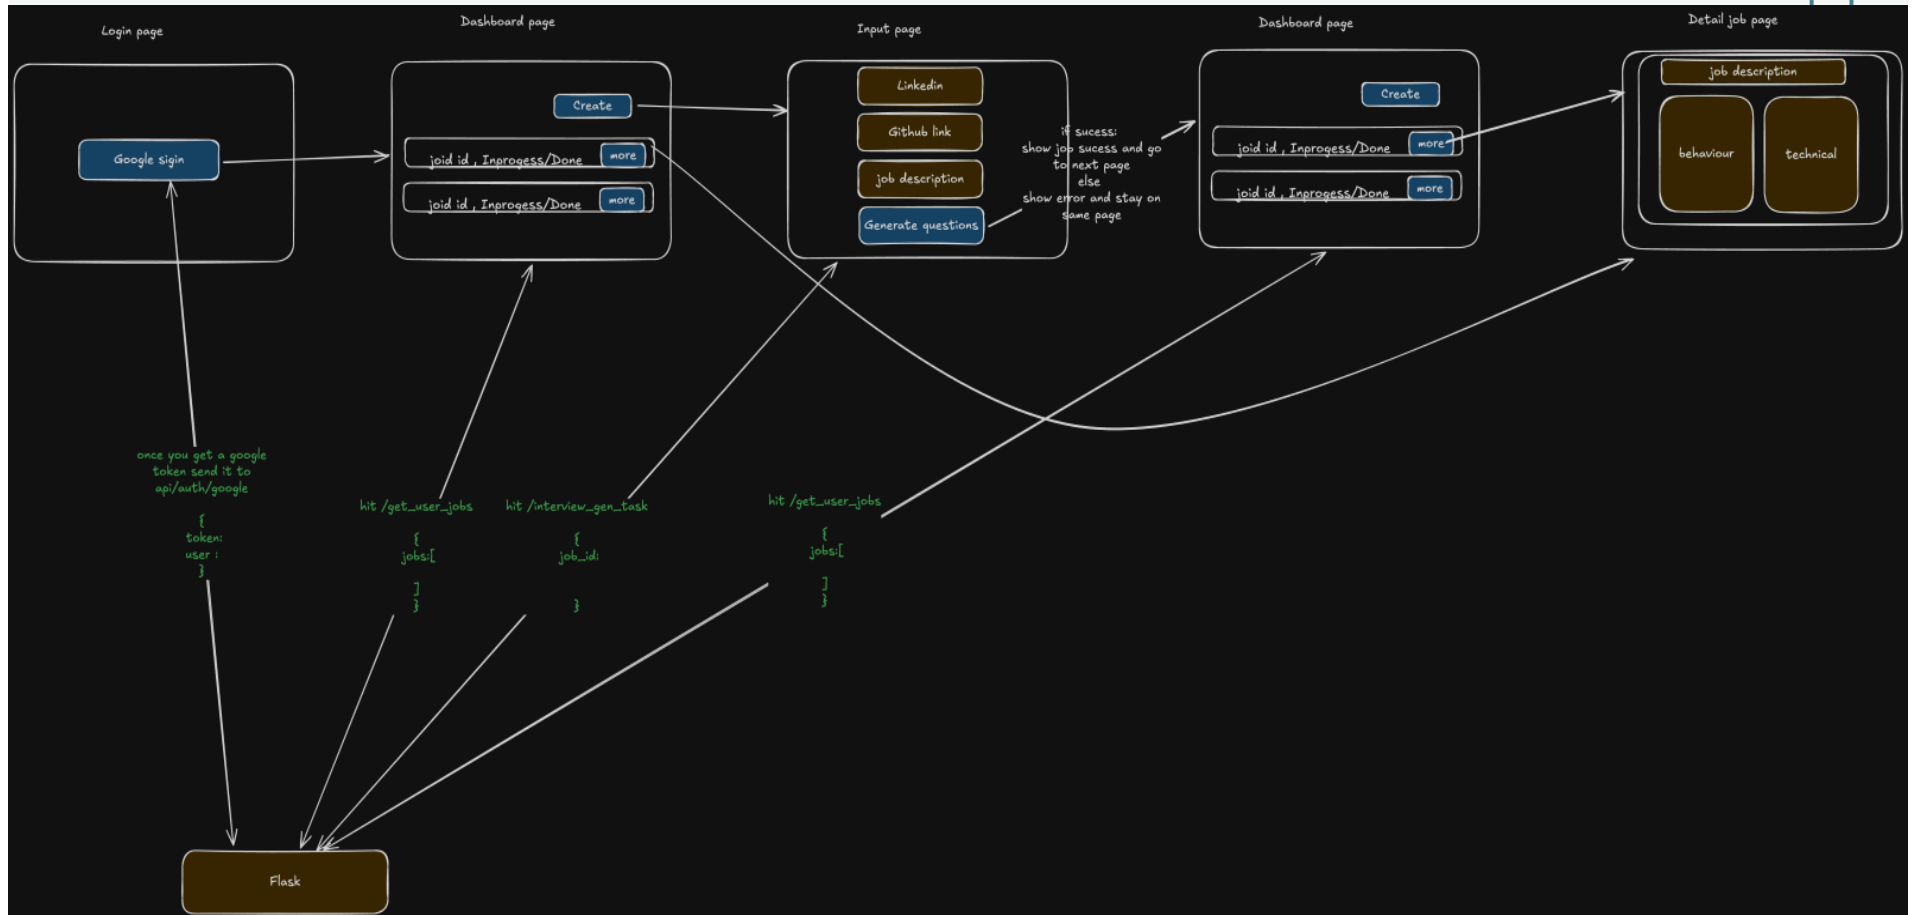 Login page
Google sigin
Dashboard page
Create
joid id , Inprogess/Done
more
joid id , Inprogess/Done
more
Input page
Linkedin
Github link
job description
Generate questions
if sucess:
show job sucess and go
to next page
else
show error and stay on
same page
Dashboard page
Create
joid id , Inprogess/Done
more
joid id , Inprogess/Done
more
Detail job page
job description
behaviour
technical
once you get a google
token send it to
api/auth/google
{
token:
user :
}
hit /get_user_jobs
{
jobs:[
]
}
hit /interview_gen_task
{
job_id:
}
hit /get_user_jobs
{
jobs:[
]
}
Flask